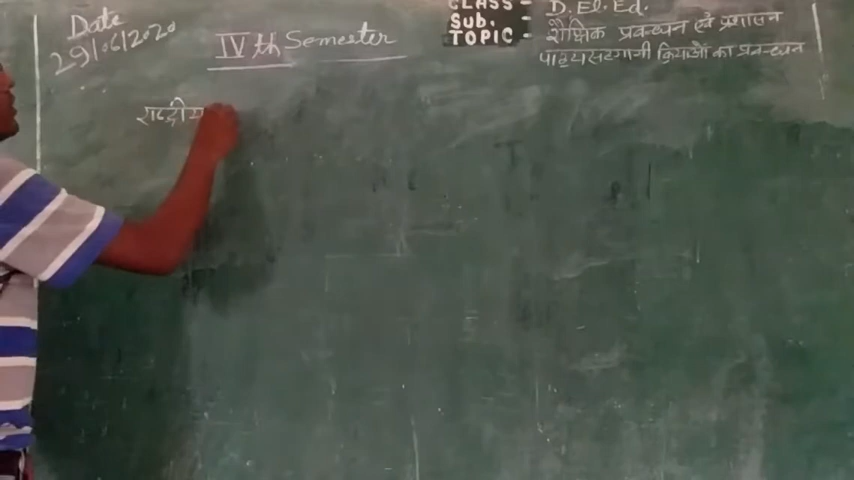 Date
29/06/2020
IVth Semester
CLASS - D.El.Ed.
Sub. - शैक्षिक प्रबन्धन एवं प्रशासन
TOPIC - पाठ्यसहगामी क्रियाओं का प्रबन्धन